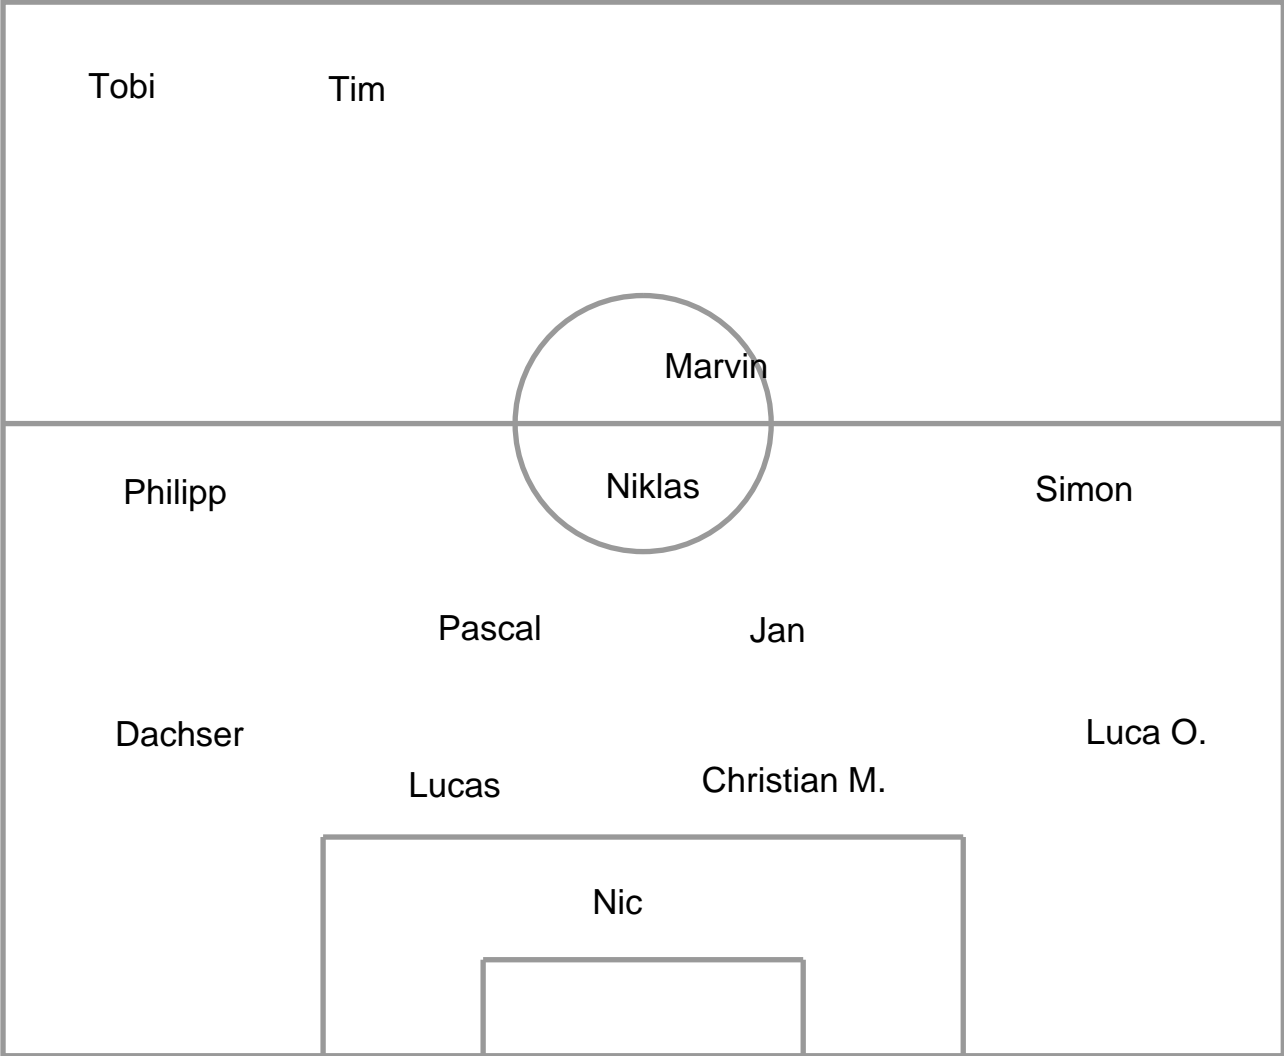 Tobi
Tim
Marvin
Philipp
Niklas
Simon
Pascal
Jan
Dachser
Luca O.
Lucas
Christian M.
Nic